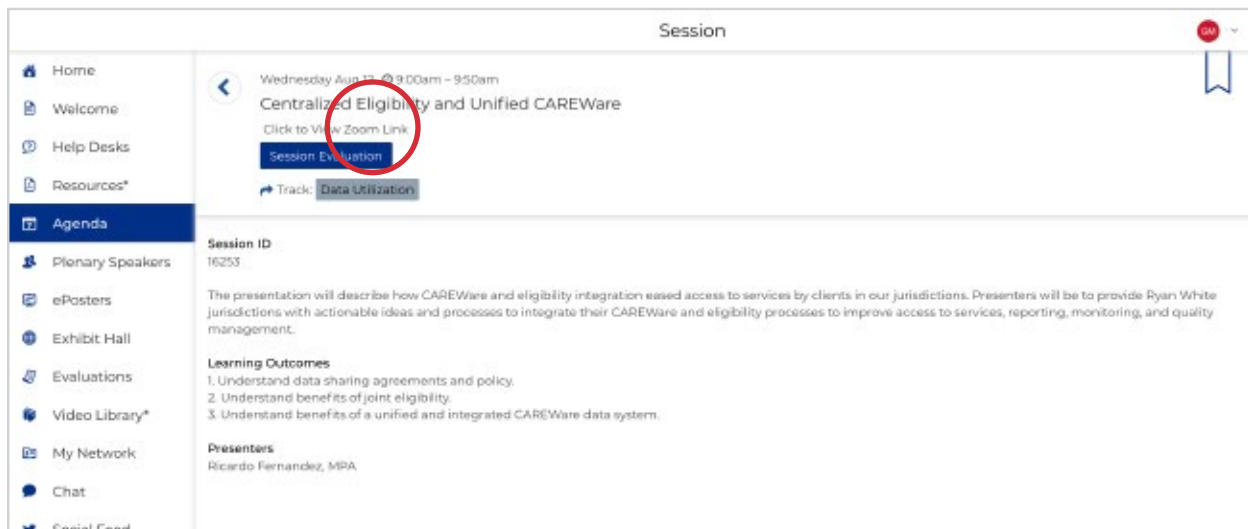 Session
GM
Home
Welcome
Help Desks
Resources*
Agenda
Plenary Speakers
ePosters
Exhibit Hall
Evaluations
Video Library*
My Network
Chat
Social Feed
Wednesday Aug 12 9:00am – 9:50am
Centralized Eligibility and Unified CAREWare
Click to View Zoom Link
Session Evaluation
Track: Data Utilization
Session ID
16253
The presentation will describe how CAREWare and eligibility integration eased access to services by clients in our jurisdictions. Presenters will be to provide Ryan White
jurisdictions with actionable ideas and processes to integrate their CAREWare and eligibility processes to improve access to services, reporting, monitoring, and quality
management.
Learning Outcomes
1. Understand data sharing agreements and policy.
2. Understand benefits of joint eligibility.
3. Understand benefits of a unified and integrated CAREWare data system.
Presenters
Ricardo Fernandez, MPA